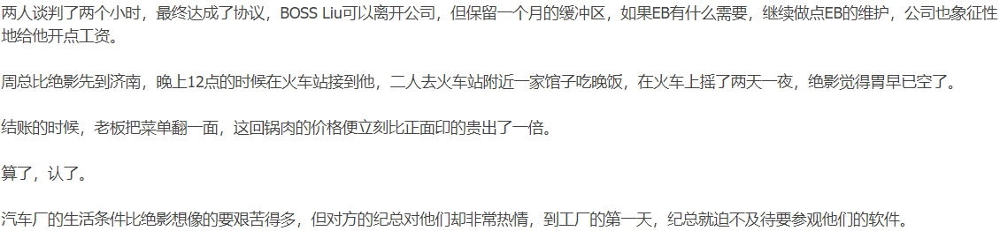 两人谈判了两个小时，最终达成了协议，BOSS Liu可以离开公司，但保留一个月的缓冲区，如果EB有什么需要，继续做点EB的维护，公司也象征性
地给他开点工资。
周总比绝影先到济南，晚上12点的时候在火车站接到他，二人去火车站附近一家馆子吃晚饭，在火车上摇了两天一夜，绝影觉得胃早已空了。
结账的时候，老板把菜单翻一面，这回锅肉的价格便立刻比正面印的贵出了一倍。
算了，认了。
汽车厂的生活条件比绝影想像的要艰苦得多，但对方的纪总对他们却非常热情，到工厂的第一天，纪总就迫不及待要参观他们的软件。